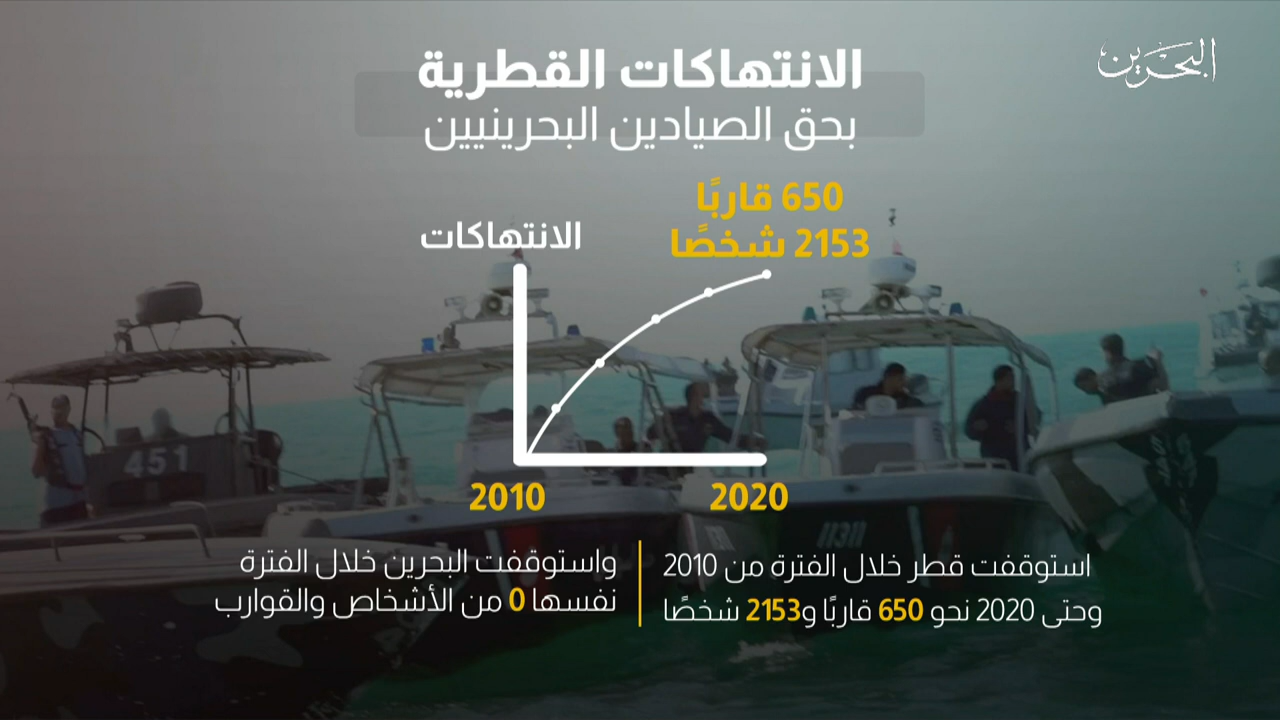 البحرين
الانتهاكات القطرية
بحق الصيادين البحرينيين
650 قاربًا
2153 شخصًا
الانتهاكات
2010
2020
استوقفت قطر خلال الفترة من 2010
وحتى 2020 نحو 650 قاربًا و2153 شخصًا
واستوقفت البحرين خلال الفترة
نفسها 0 من الأشخاص والقوارب
451